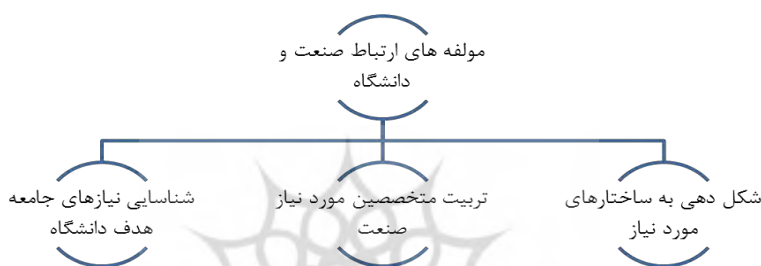 مولفه های ارتباط صنعت و
دانشگاه
شکل دهی به ساختارهای
مورد نیاز
تربیت متخصصین مورد نیاز
صنعت
شناسایی نیازهای جامعه
هدف دانشگاه